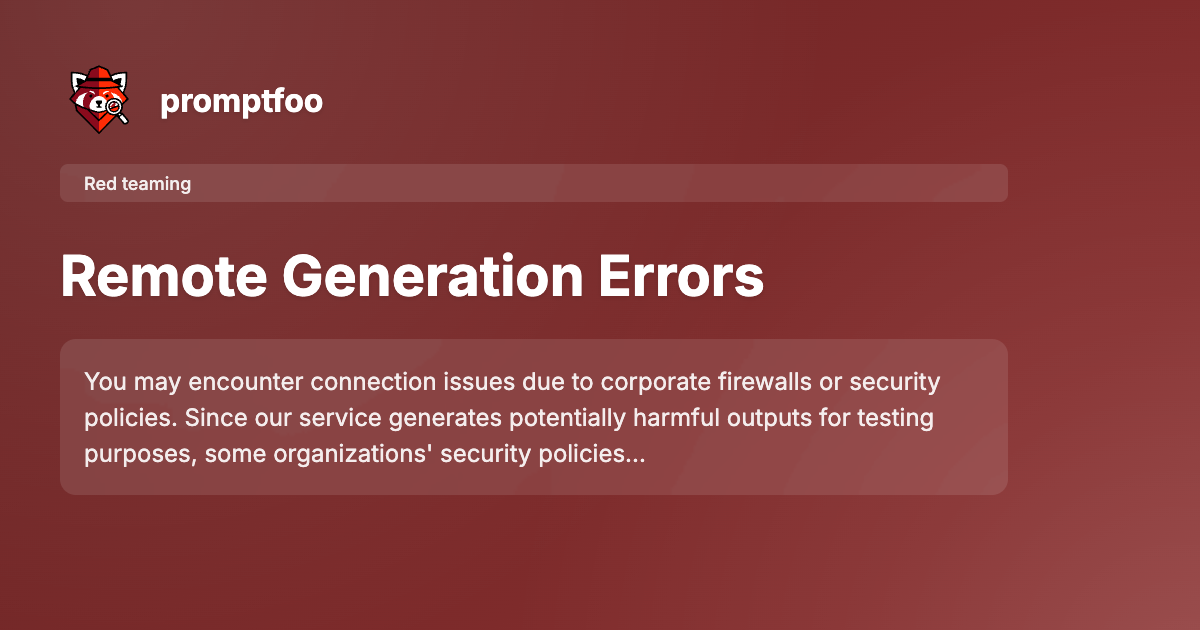 promptfoo
Red teaming
Remote Generation Errors
You may encounter connection issues due to corporate firewalls or security
policies. Since our service generates potentially harmful outputs for testing
purposes, some organizations' security policies...